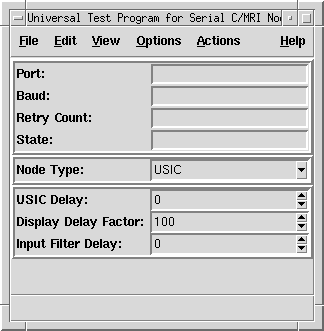 Universal Test Program for Serial C/MRI Nod
File Edit View Options Actions Help
Port:
Baud:
Retry Count:
State:
Node Type: USIC
USIC Delay: 0
Display Delay Factor: 100
Input Filter Delay: 0